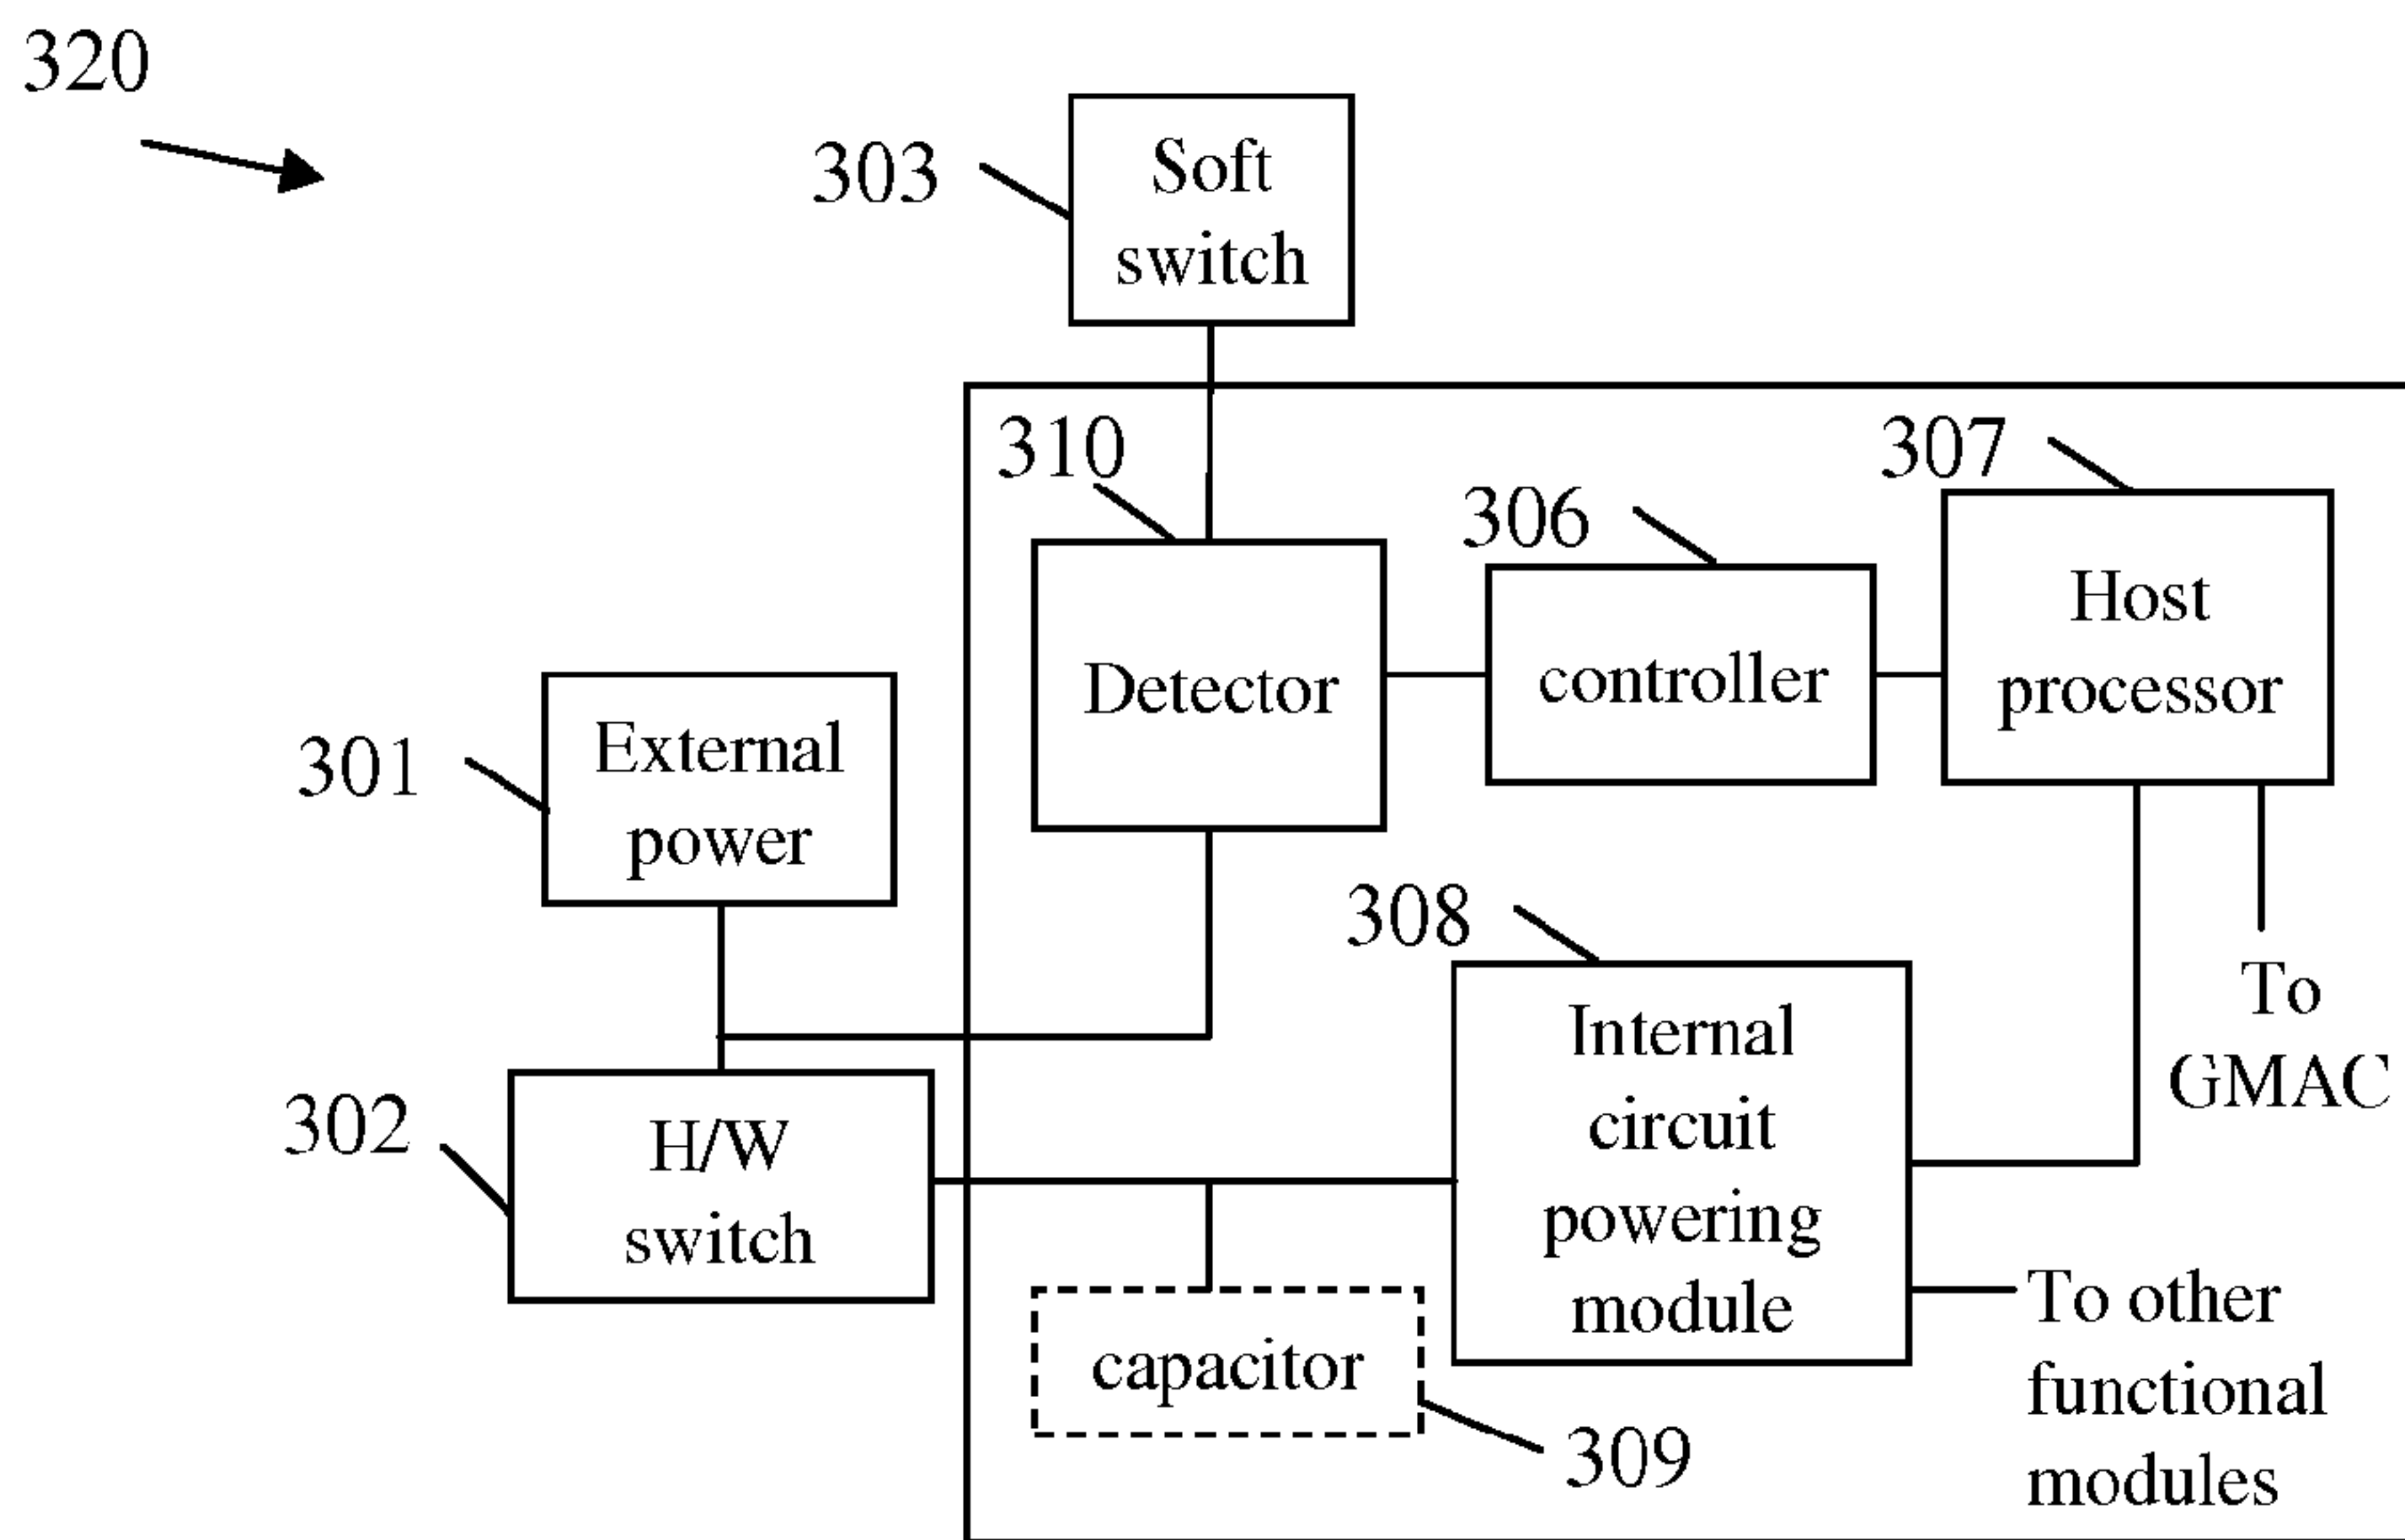 320
303
Soft
switch
310
307
306
Host
processor
controller
Detector
External
power
301
308
To
GMAC
Internal
circuit
powering
module
302
H/W
switch
To other
functional
modules
capacitor
309